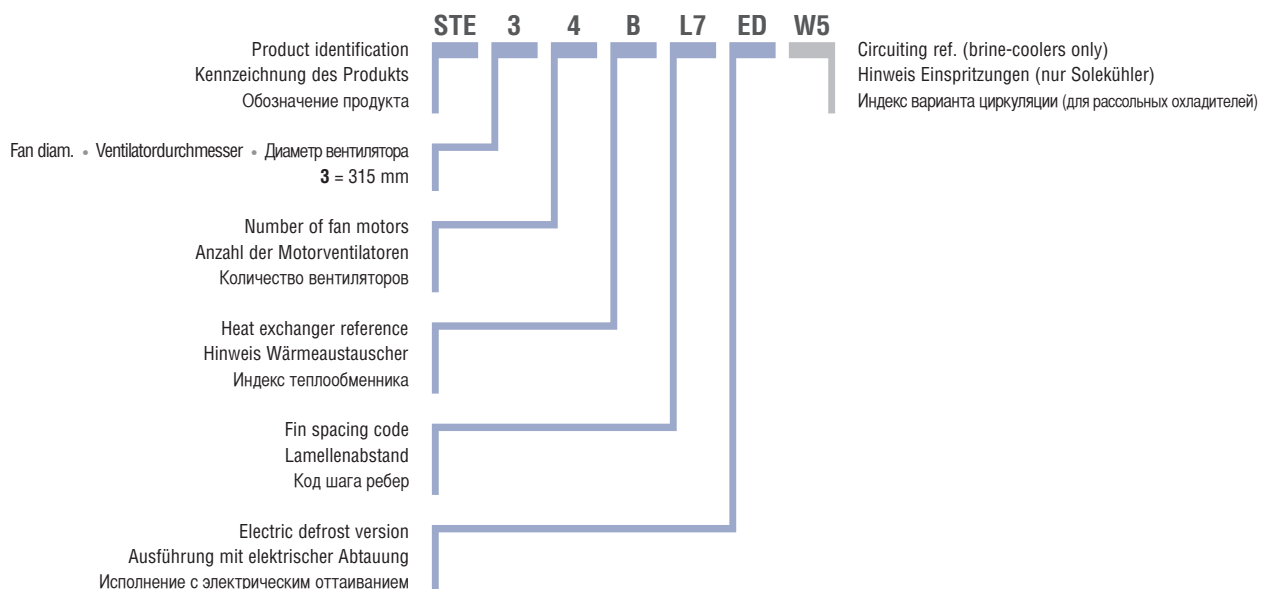 STE 3 4 B L7 ED W5
Product identification
Kennzeichnung des Produkts
Обозначение продукта
Circuiting ref. (brine-coolers only)
Hinweis Einspritzungen (nur Solekühler)
Индекс варианта циркуляции (для рассольных охладителей)
Fan diam. • Ventilatordurchmesser • Диаметр вентилятора
3 = 315 mm
Number of fan motors
Anzahl der Motorventilatoren
Количество вентиляторов
Heat exchanger reference
Hinweis Wärmeaustauscher
Индекс теплообменника
Fin spacing code
Lamellenabstand
Код шага ребер
Electric defrost version
Ausführung mit elektrischer Abtauung
Исполнение с электрическим оттаиванием